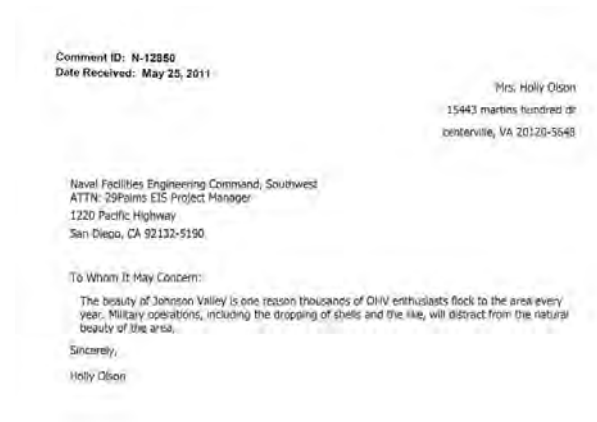 Comment ID: N-12850
Date Received: May 25, 2011
Mrs. Holly Olson
15443 martins hundred dr
centerville, VA 20120-5648
Naval Facilities Engineering Command, Southwest
ATTN: 29Palms EIS Project Manager
1220 Pacific Highway
San Diego, CA 92132-5190
To Whom It May Concern:
The beauty of Johnson Valley is one reason thousands of OHV enthusiasts flock to the area every
year. Military operations, including the dropping of shells and the like, will distract from the natural
beauty of the area.
Sincerely,
Holly Olson